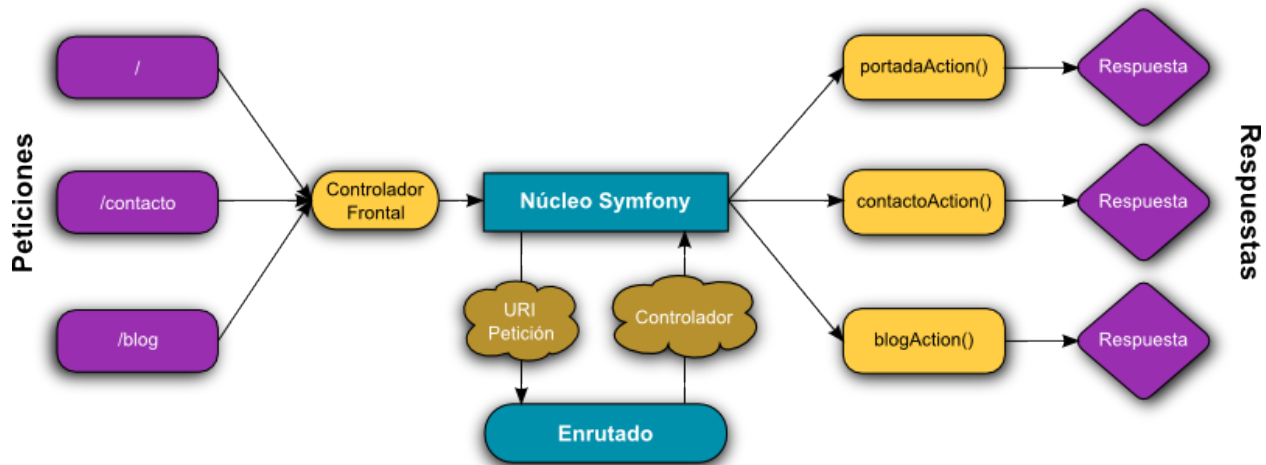 Peticiones
/
/contacto
/blog
Controlador
Frontal
Núcleo Symfony
URI
Petición
Controlador
Enrutado
portadaAction()
contactoAction()
blogAction()
Respuesta
Respuesta
Respuesta
Respuestas